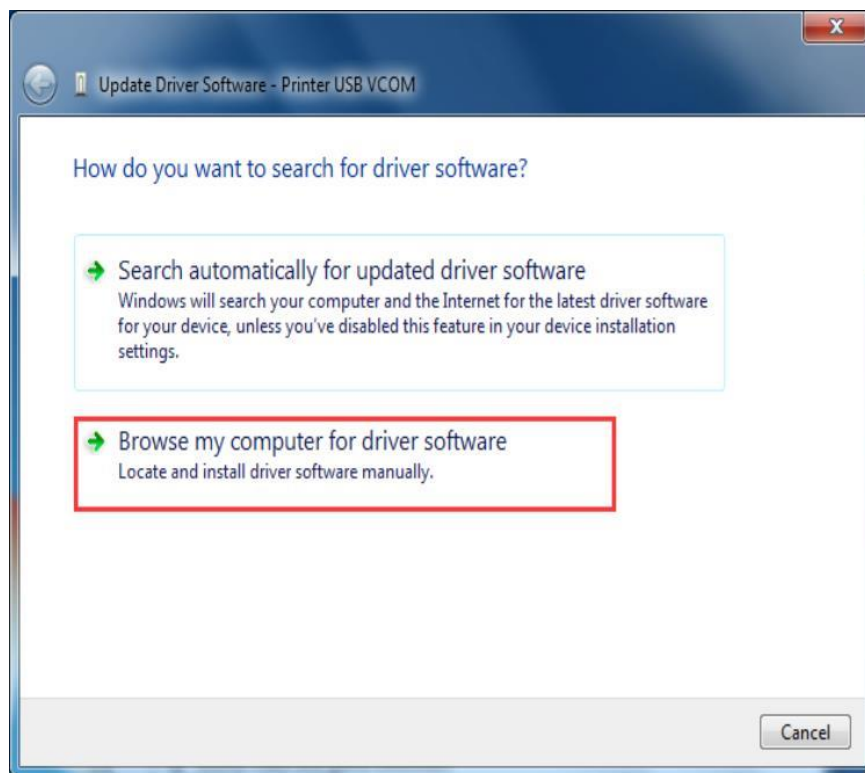 X
Update Driver Software - Printer USB VCOM
How do you want to search for driver software?
Search automatically for updated driver software
Windows will search your computer and the Internet for the latest driver software
for your device, unless you've disabled this feature in your device installation
settings.
Browse my computer for driver software
Locate and install driver software manually.
Cancel